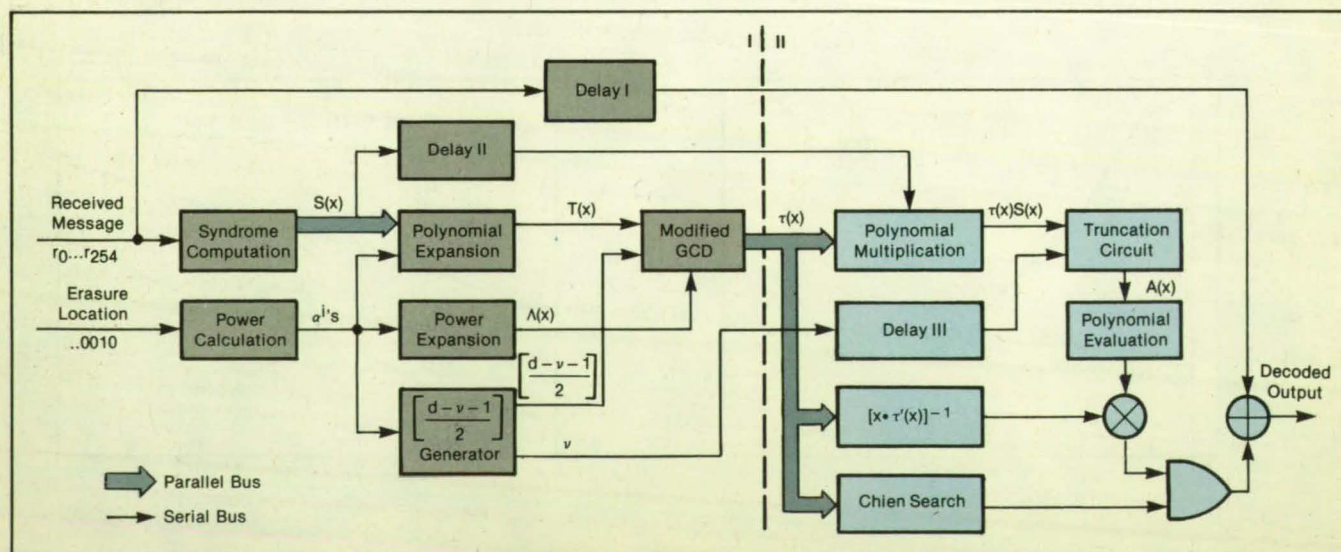 I II
Delay I
Delay II
Received
Message
r0...r254
S(x)
Syndrome
Computation
Polynomial
Expansion
T(x)
Modified
GCD
τ(x)
Polynomial
Multiplication
τ(x)S(x)
Truncation
Circuit
Erasure
Location
..0010
Power
Calculation
αj's
Power
Expansion
Λ(x)
Delay III
A(x)
Polynomial
Evaluation
[d − ν − 1 / 2]
[d − ν − 1 / 2]
Generator
ν
[x • τ′(x)]−1
Decoded
Output
Chien Search
Parallel Bus
Serial Bus